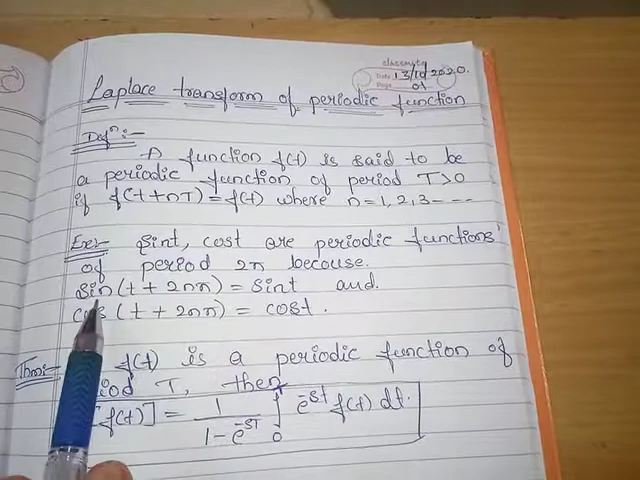 classmate
Date 13/10/2020.
Page 01
Laplace transform of periodic function
Defn:-
A function f(t) is said to be
a periodic function of period T>0
if f(t+nT)=f(t) where n=1,2,3----
Ex:- sint, cost are periodic functions
of period 2π because.
sin(t+2nπ) = sint and.
cos(t+2nπ) = cost.
Thm:- f(t) is a periodic function of
riod T, then
[f(t)] = 1/(1-e^-sT) ∫_0^T e^-st f(t) dt.